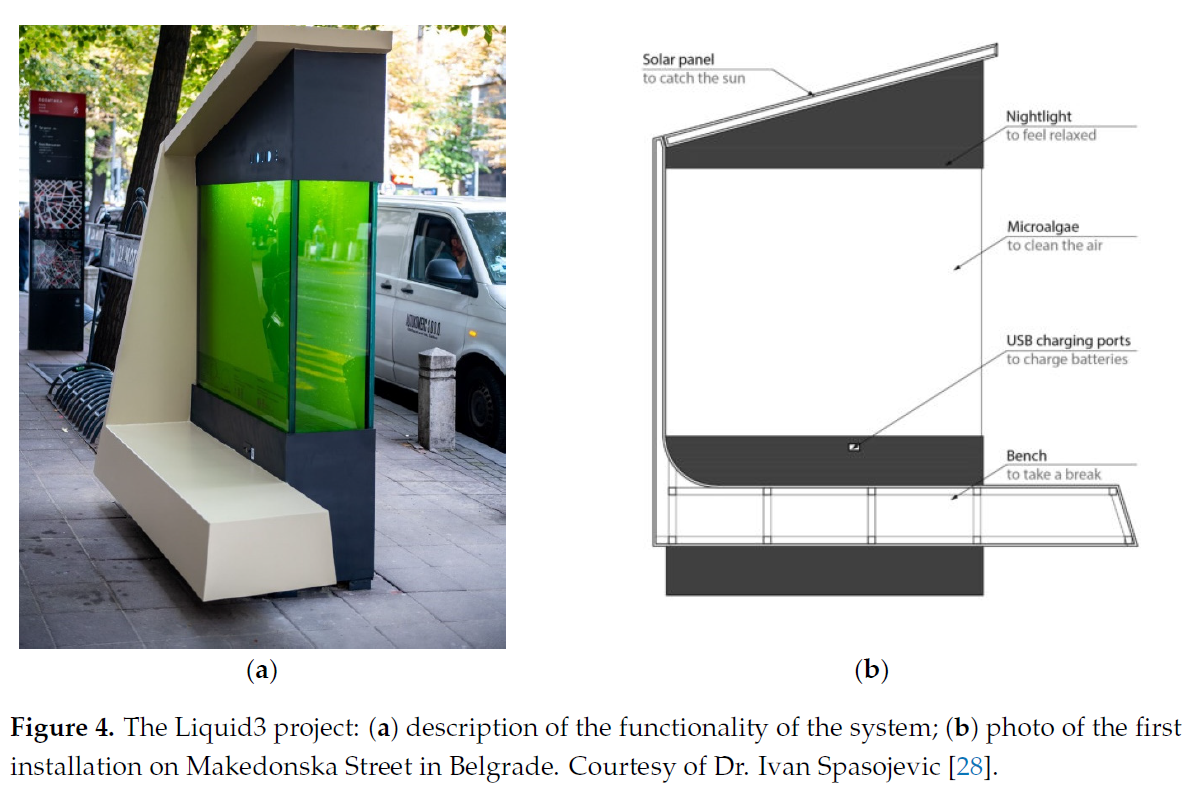 Solar panel
to catch the sun
Nightlight
to feel relaxed
Microalgae
to clean the air
USB charging ports
to charge batteries
Bench
to take a break
(a)
(b)
Figure 4. The Liquid3 project: (a) description of the functionality of the system; (b) photo of the first
installation on Makedonska Street in Belgrade. Courtesy of Dr. Ivan Spasojevic [28].